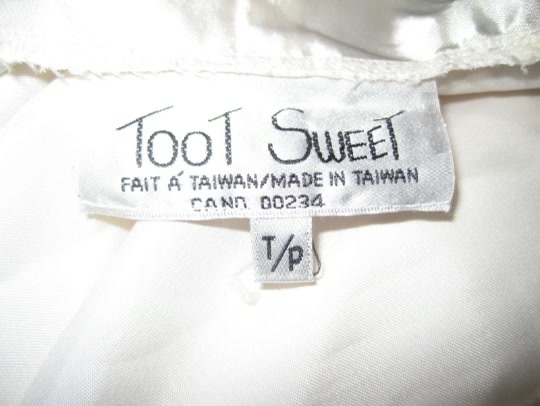 TOOT SWEET
FAIT Á TAIWAN/MADE IN TAIWAN
CA NO. 00234
T/P